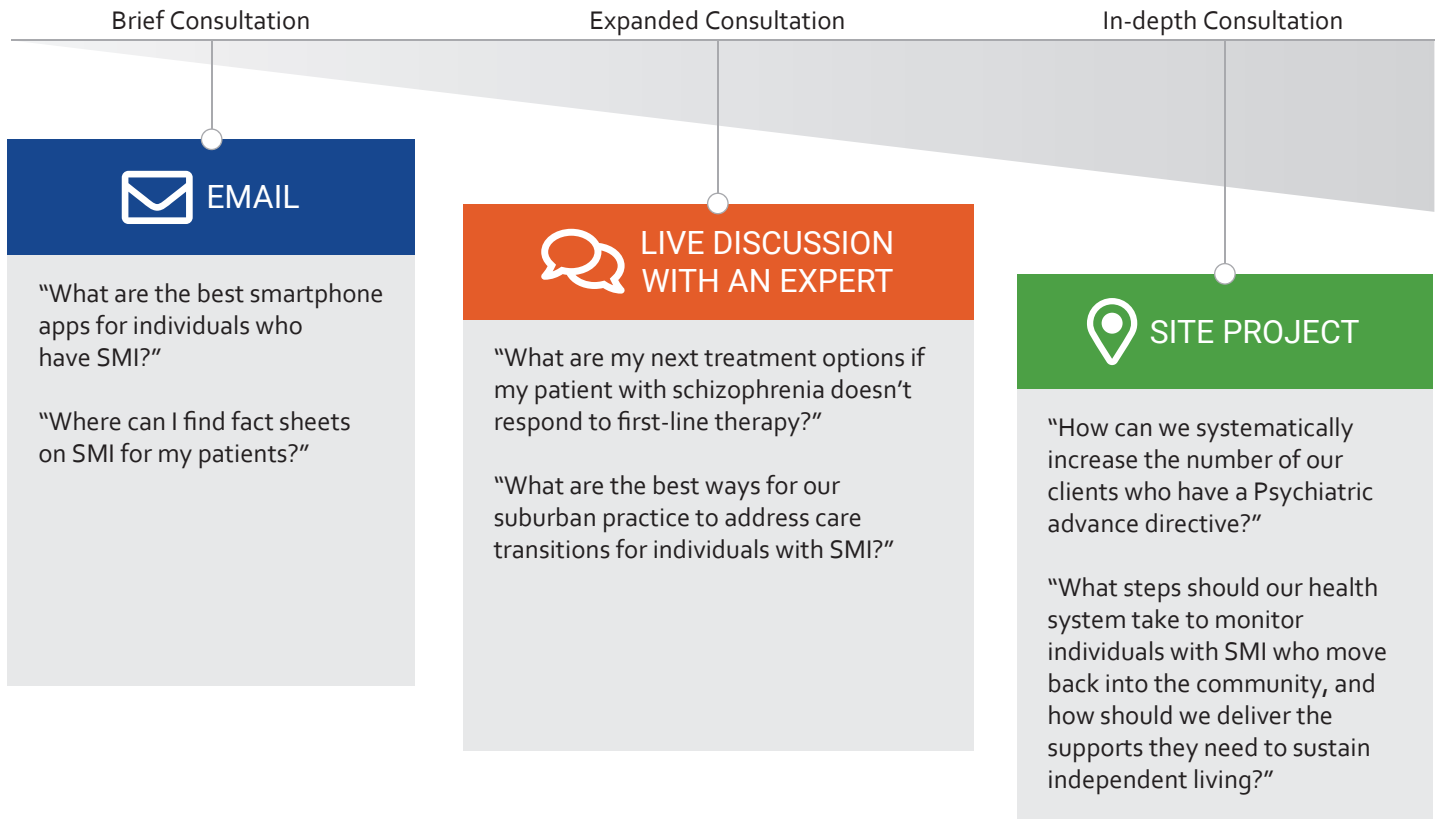 Brief Consultation
Expanded Consultation
In-depth Consultation
EMAIL
“What are the best smartphone
apps for individuals who
have SMI?”
“Where can I find fact sheets
on SMI for my patients?”
LIVE DISCUSSION
WITH AN EXPERT
“What are my next treatment options if
my patient with schizophrenia doesn’t
respond to first-line therapy?”
“What are the best ways for our
suburban practice to address care
transitions for individuals with SMI?”
SITE PROJECT
“How can we systematically
increase the number of our
clients who have a Psychiatric
advance directive?”
“What steps should our health
system take to monitor
individuals with SMI who move
back into the community, and
how should we deliver the
supports they need to sustain
independent living?”